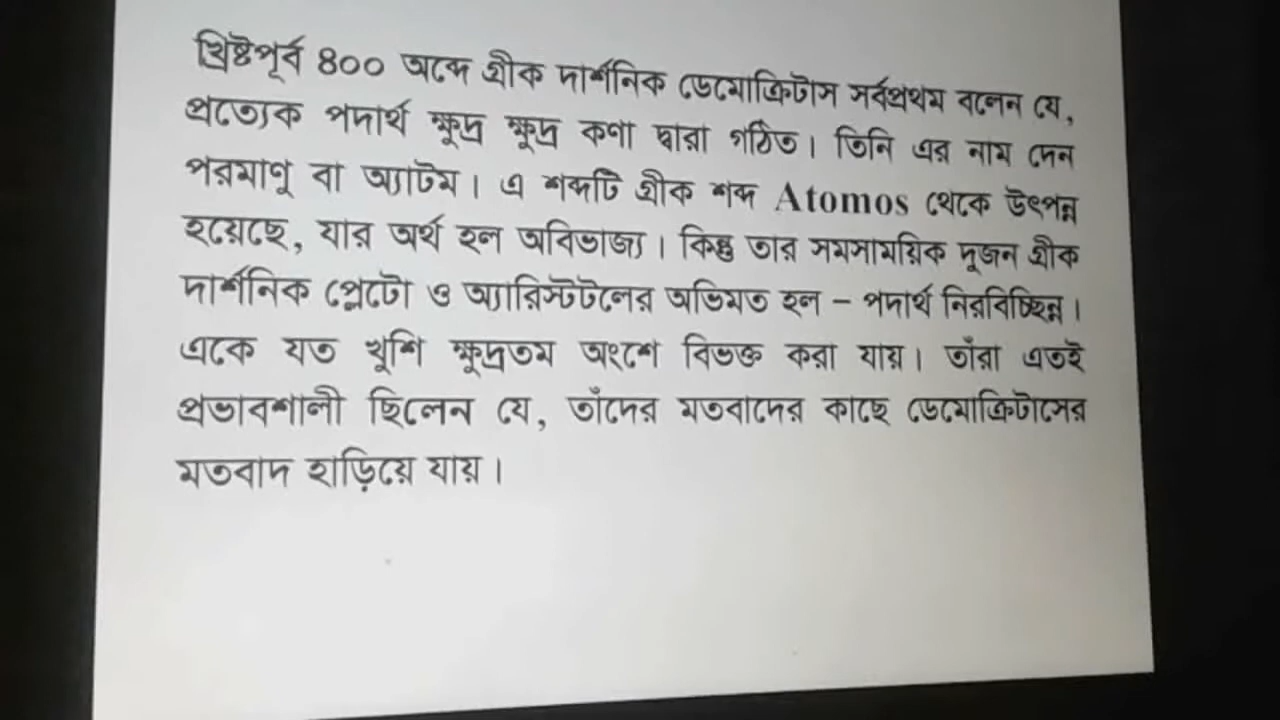 খ্রিষ্টপূর্ব ৪০০ অব্দে গ্রীক দার্শনিক ডেমোক্রিটাস সর্বপ্রথম বলেন যে,
প্রত্যেক পদার্থ ক্ষুদ্র ক্ষুদ্র কণা দ্বারা গঠিত। তিনি এর নাম দেন
পরমাণু বা অ্যাটম। এ শব্দটি গ্রীক শব্দ Atomos থেকে উৎপন্ন
হয়েছে, যার অর্থ হল অবিভাজ্য। কিন্তু তার সমসাময়িক দুজন গ্রীক
দার্শনিক প্লেটো ও অ্যারিস্টটলের অভিমত হল – পদার্থ নিরবিচ্ছিন্ন।
একে যত খুশি ক্ষুদ্রতম অংশে বিভক্ত করা যায়। তাঁরা এতই
প্রভাবশালী ছিলেন যে, তাঁদের মতবাদের কাছে ডেমোক্রিটাসের
মতবাদ হাড়িয়ে যায়।